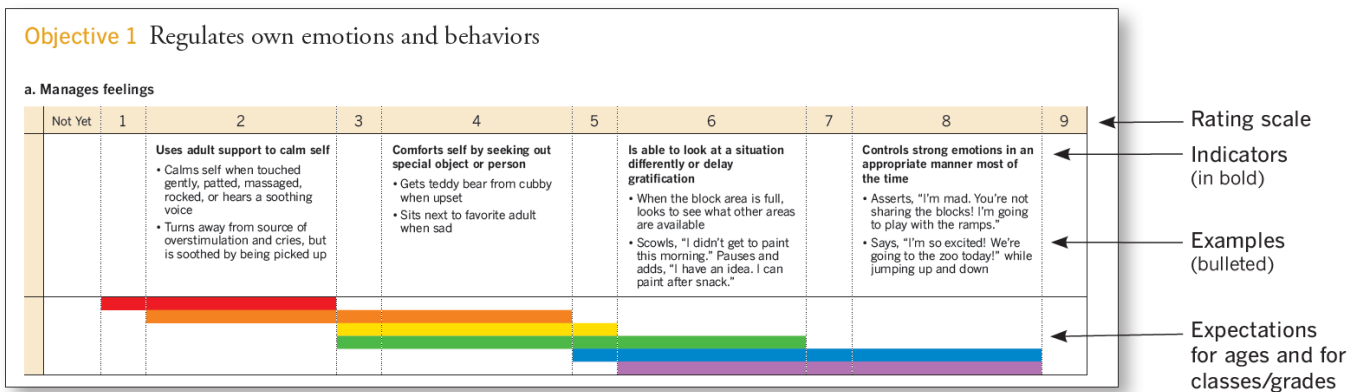 Objective 1 Regulates own emotions and behaviors
a. Manages feelings
Not Yet 1 2 3 4 5 6 7 8 9
Uses adult support to calm self
• Calms self when touched
gently, patted, massaged,
rocked, or hears a soothing
voice
• Turns away from source of
overstimulation and cries, but
is soothed by being picked up
Comforts self by seeking out
special object or person
• Gets teddy bear from cubby
when upset
• Sits next to favorite adult
when sad
Is able to look at a situation
differently or delay
gratification
• When the block area is full,
looks to see what other areas
are available
• Scowls, “I didn’t get to paint
this morning.” Pauses and
adds, “I have an idea. I can
paint after snack.”
Controls strong emotions in an
appropriate manner most of
the time
• Asserts, “I’m mad. You’re not
sharing the blocks! I’m going
to play with the ramps.”
• Says, “I’m so excited! We’re
going to the zoo today!” while
jumping up and down
Rating scale
Indicators
(in bold)
Examples
(bulleted)
Expectations
for ages and for
classes/grades